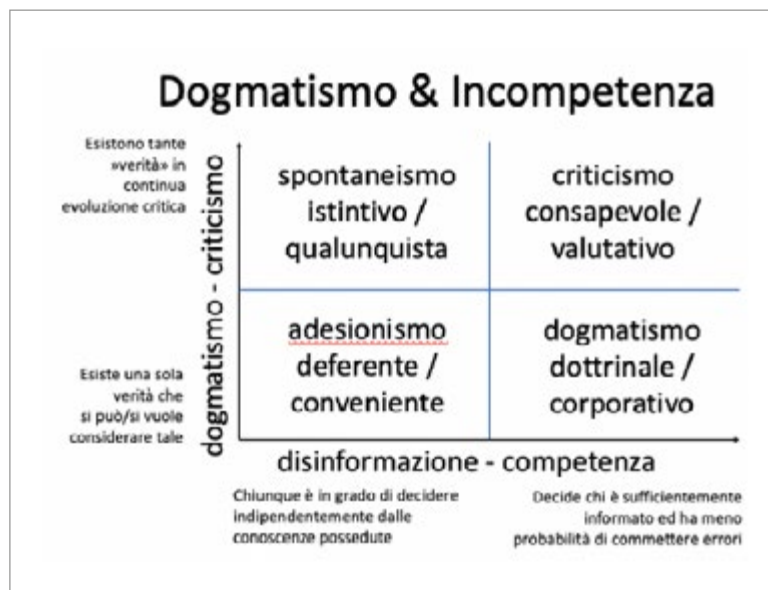 Dogmatismo & Incompetenza
Esistono tante
»verità» in
continua
evoluzione critica
Esiste una sola
verità che
si può/si vuole
considerare tale
dogmatismo - criticismo
spontaneismo
istintivo /
qualunquista
criticismo
consapevole /
valutativo
adesionismo
deferente /
conveniente
dogmatismo
dottrinale /
corporativo
disinformazione - competenza
Chiunque è in grado di decidere
indipendentemente dalle
conoscenze possedute
Decide chi è sufficientemente
informato ed ha meno
probabilità di commettere errori